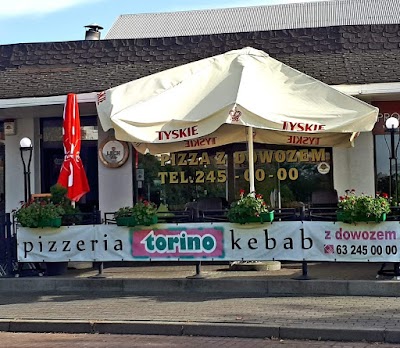 TYSKIE
TYSKIE
TYSKIE
PIZZA Z DOWOZEM
TEL.245-00-00
pizzeria torino kebab
z dowozem
63 245 00 00